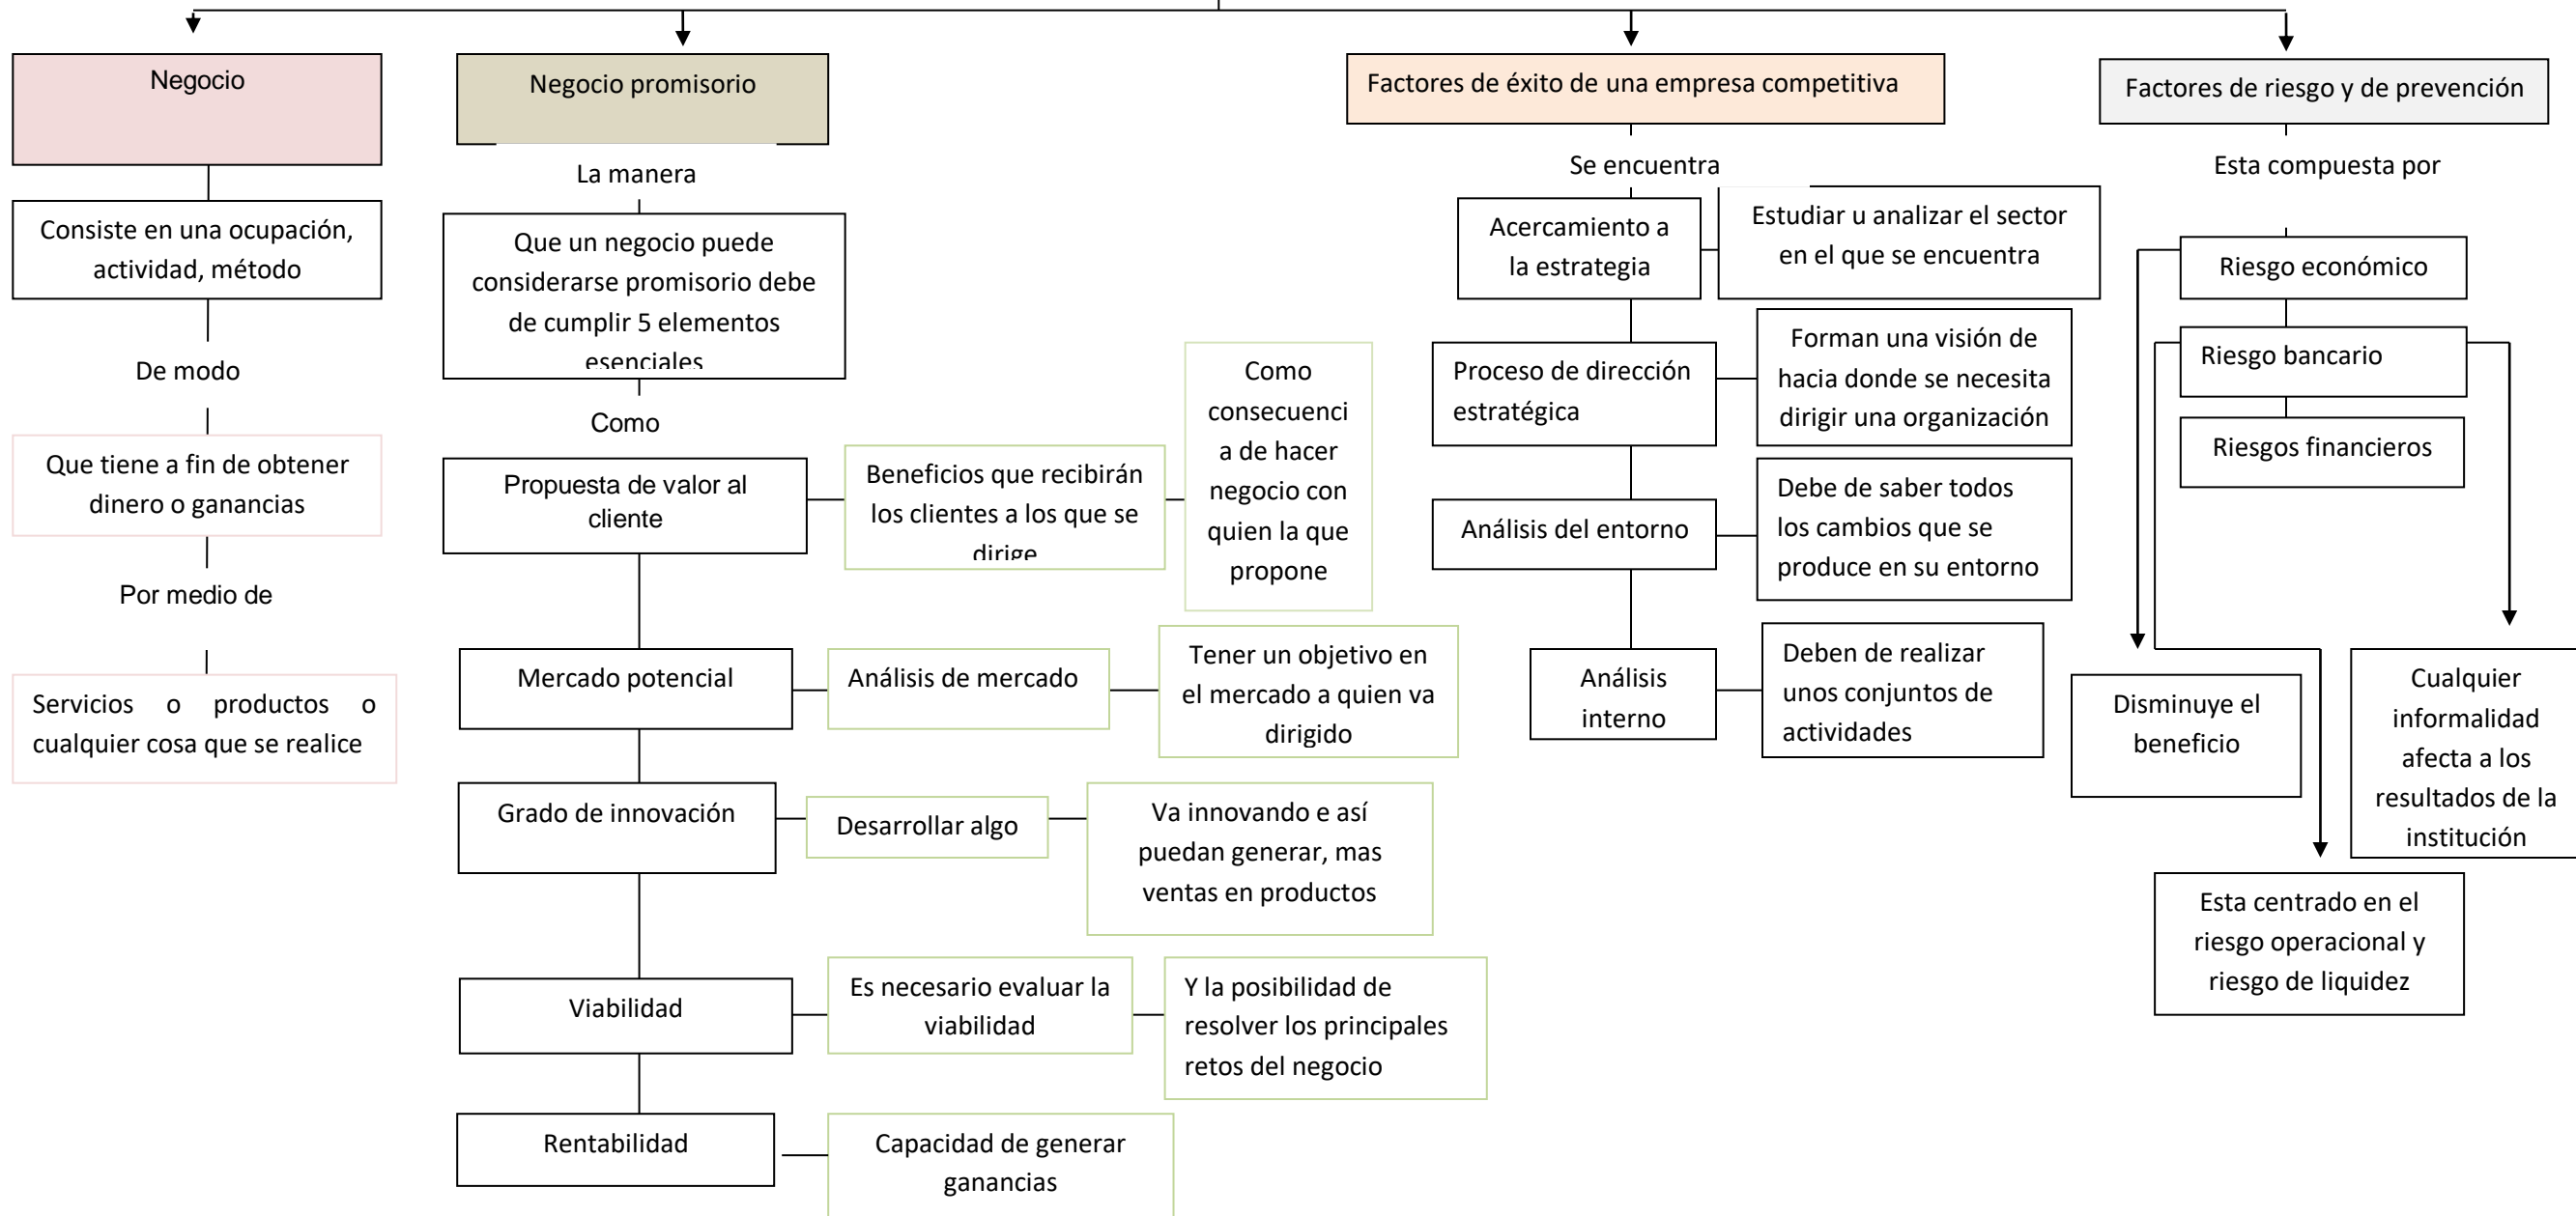 Negocio
Consiste en una ocupación,
actividad, método
De modo
Que tiene a fin de obtener
dinero o ganancias
Por medio de
Servicios o productos o
cualquier cosa que se realice
Negocio promisorio
La manera
Que un negocio puede
considerarse promisorio debe
de cumplir 5 elementos
esenciales
Como
Propuesta de valor al
cliente
Beneficios que recibirán
los clientes a los que se
dirige
Como
consecuenci
a de hacer
negocio con
quien la que
propone
Mercado potencial
Análisis de mercado
Tener un objetivo en
el mercado a quien va
dirigido
Grado de innovación
Desarrollar algo
Va innovando e así
puedan generar, mas
ventas en productos
Viabilidad
Es necesario evaluar la
viabilidad
Y la posibilidad de
resolver los principales
retos del negocio
Rentabilidad
Capacidad de generar
ganancias
Factores de éxito de una empresa competitiva
Se encuentra
Acercamiento a
la estrategia
Estudiar u analizar el sector
en el que se encuentra
Proceso de dirección
estratégica
Forman una visión de
hacia donde se necesita
dirigir una organización
Análisis del entorno
Debe de saber todos
los cambios que se
produce en su entorno
Análisis
interno
Deben de realizar
unos conjuntos de
actividades
Factores de riesgo y de prevención
Esta compuesta por
Riesgo económico
Riesgo bancario
Riesgos financieros
Disminuye el
beneficio
Cualquier
informalidad
afecta a los
resultados de la
institución
Esta centrado en el
riesgo operacional y
riesgo de liquidez